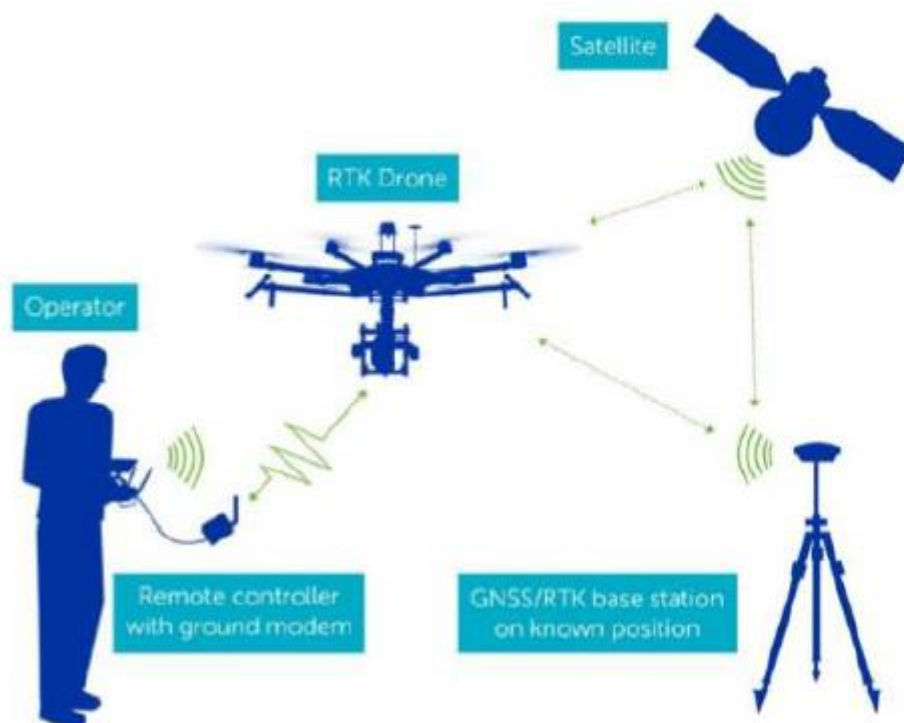 Satellite
RTK Drone
Operator
Remote controller
with ground modem
GNSS/RTK base station
on known position